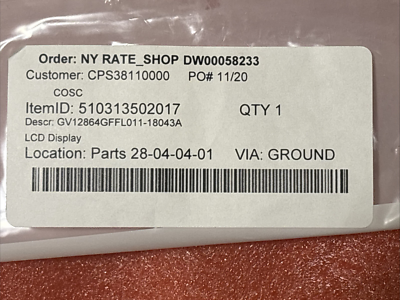 Order: NY RATE_SHOP DW00058233
Customer: CPS38110000 PO# 11/20
COSC
ItemID: 510313502017 QTY 1
Descr: GV12864GFFL011-18043A
LCD Display
Location: Parts 28-04-04-01 VIA: GROUND